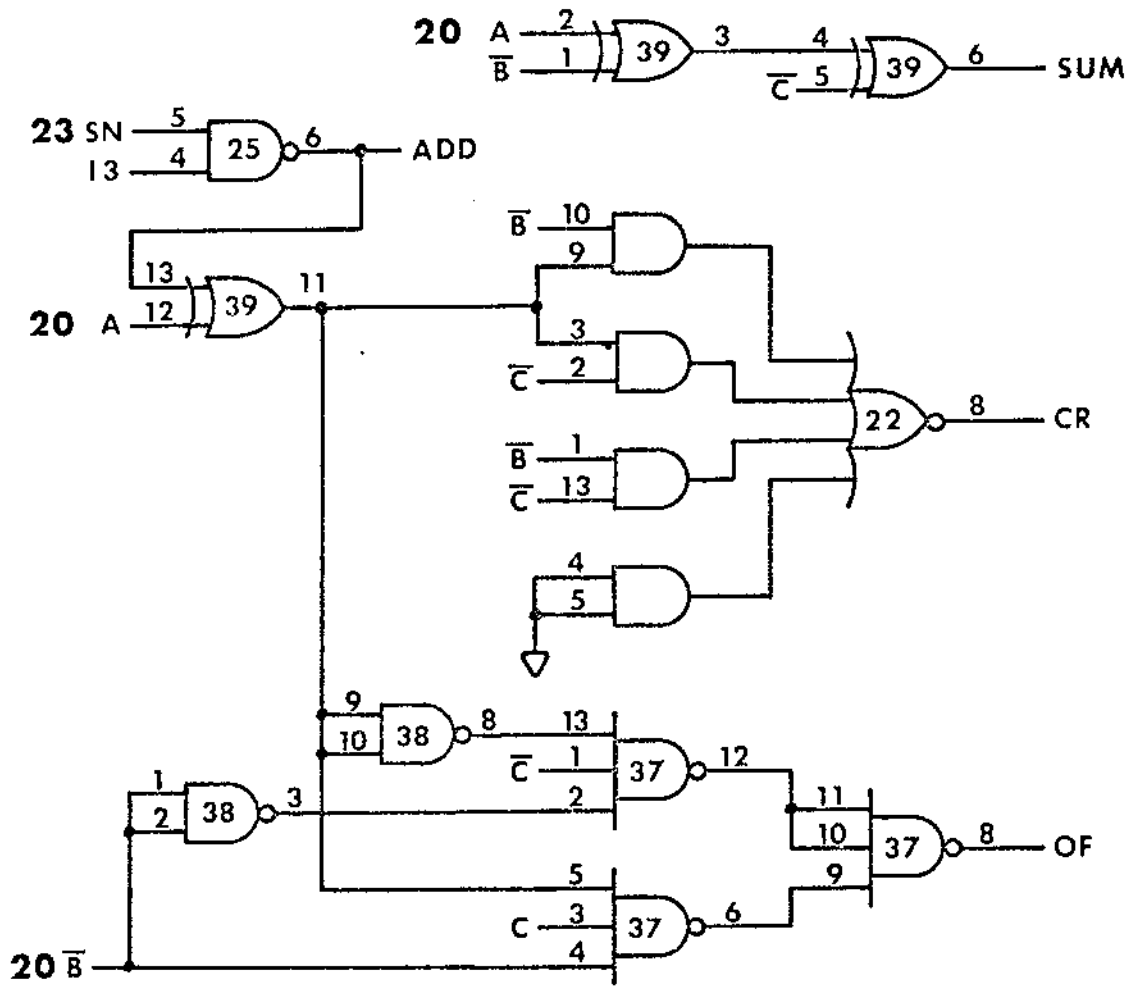 20 A 2 39 3 4 39 6 SUM
B̅ 1 C̅ 5
23 SN 5 25 6 ADD
I3 4
B̅ 10
9
13 39 11
20 A 12
3
C̅ 2
22 8 CR
B̅ 1
C̅ 13
4
5
9 38 8 13
10 C̅ 1 37 12
1 38 3 2 11
2 10 37 8 OF
5 9
C 3 37 6
20 B̅ 4